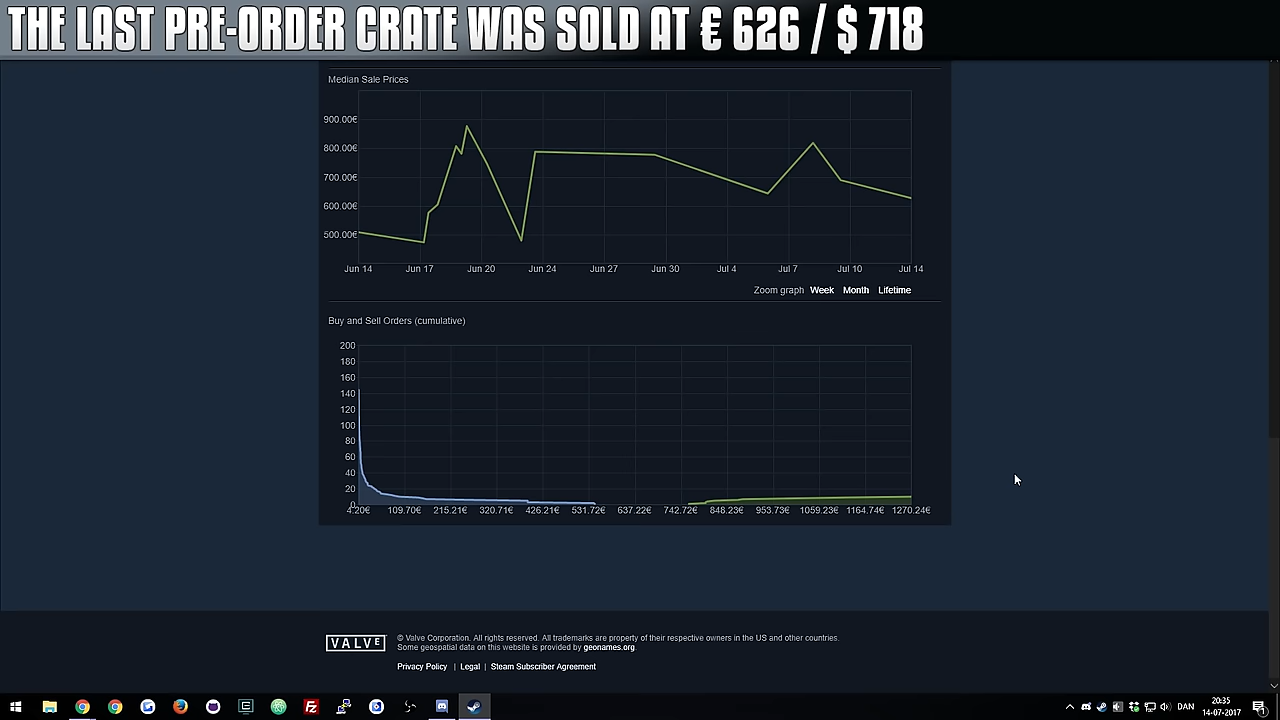 THE LAST PRE-ORDER CRATE WAS SOLD AT € 626 / $ 718
Median Sale Prices
900.00€
800.00€
700.00€
600.00€
500.00€
Jun 14 Jun 17 Jun 20 Jun 24 Jun 27 Jun 30 Jul 4 Jul 7 Jul 10 Jul 14
Zoom graph Week Month Lifetime
Buy and Sell Orders (cumulative)
200
180
160
140
120
100
80
60
40
20
0
4.20€ 109.70€ 215.21€ 320.71€ 426.21€ 531.72€ 637.22€ 742.72€ 848.23€ 953.73€ 1059.23€ 1164.74€ 1270.24€
VALVE
© Valve Corporation. All rights reserved. All trademarks are property of their respective owners in the US and other countries.
Some geospatial data on this website is provided by geonames.org.
Privacy Policy | Legal | Steam Subscriber Agreement
DAN
20:35
14-07-2017